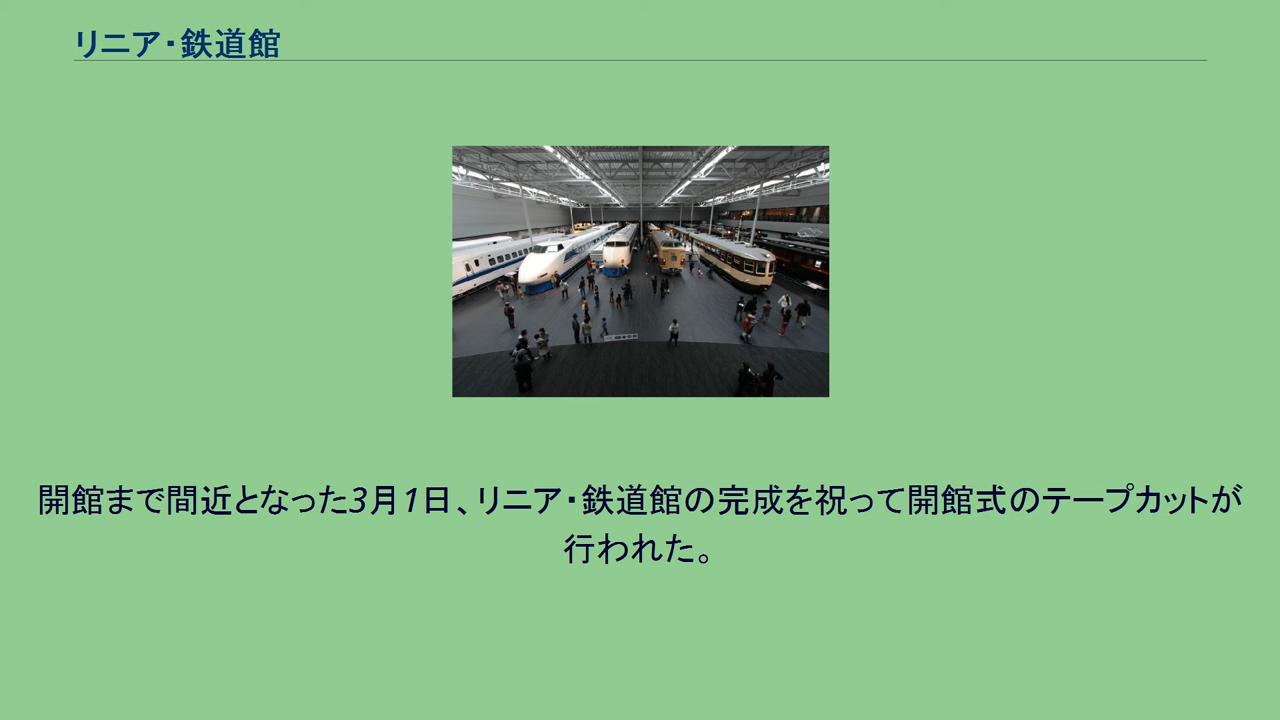 リニア・鉄道館
開館まで間近となった3月1日、リニア・鉄道館の完成を祝って開館式のテープカットが
行われた。